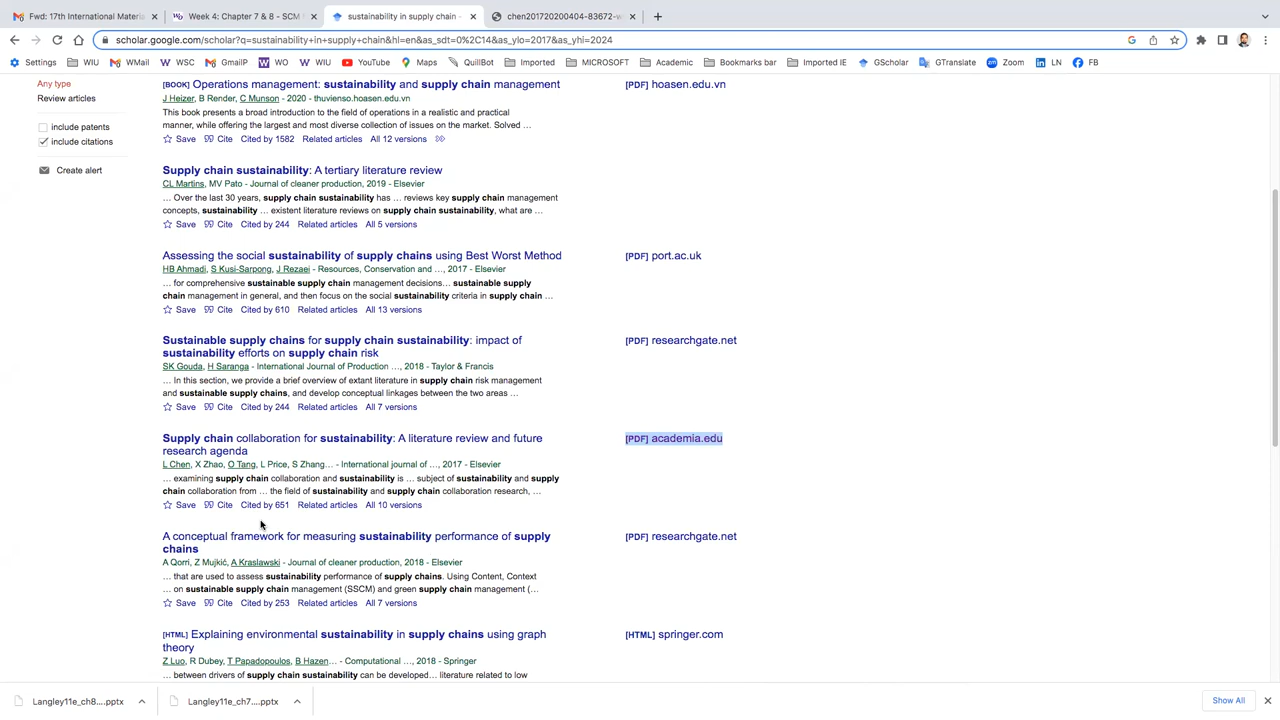 Fwd: 17th International Materia
Week 4: Chapter 7 & 8 - SCM F
sustainability in supply chain -
chen201720200404-83672-w
scholar.google.com/scholar?q=sustainability+in+supply+chain&hl=en&as_sdt=0%2C14&as_ylo=2017&as_yhi=2024
Settings WIU WMail WSC GmailP WO WIU YouTube Maps QuillBot Imported MICROSOFT Academic Bookmarks bar Imported IE GScholar GTranslate Zoom LN FB
Any type
Review articles
include patents
include citations
Create alert
[BOOK] Operations management: sustainability and supply chain management
[PDF] hoasen.edu.vn
J Heizer, B Render, C Munson - 2020 - thuvienso.hoasen.edu.vn
This book presents a broad introduction to the field of operations in a realistic and practical
manner, while offering the largest and most diverse collection of issues on the market. Solved ...
Save Cite Cited by 1582 Related articles All 12 versions
Supply chain sustainability: A tertiary literature review
CL Martins, MV Pato - Journal of cleaner production, 2019 - Elsevier
... Over the last 30 years, supply chain sustainability has ... reviews key supply chain management
concepts, sustainability ... existent literature reviews on supply chain sustainability, what are ...
Save Cite Cited by 244 Related articles All 5 versions
Assessing the social sustainability of supply chains using Best Worst Method
[PDF] port.ac.uk
HB Ahmadi, S Kusi-Sarpong, J Rezaei - Resources, Conservation and ..., 2017 - Elsevier
... for comprehensive sustainable supply chain management decisions... sustainable supply
chain management in general, and then focus on the social sustainability criteria in supply chain ...
Save Cite Cited by 610 Related articles All 13 versions
Sustainable supply chains for supply chain sustainability: impact of
sustainability efforts on supply chain risk
[PDF] researchgate.net
SK Gouda, H Saranga - International Journal of Production ..., 2018 - Taylor & Francis
... In this section, we provide a brief overview of extant literature in supply chain risk management
and sustainable supply chains, and develop conceptual linkages between the two areas ...
Save Cite Cited by 244 Related articles All 7 versions
Supply chain collaboration for sustainability: A literature review and future
research agenda
[PDF] academia.edu
L Chen, X Zhao, O Tang, L Price, S Zhang... - International journal of ..., 2017 - Elsevier
... examining supply chain collaboration and sustainability is ... subject of sustainability and supply
chain collaboration from ... the field of sustainability and supply chain collaboration research, ...
Save Cite Cited by 651 Related articles All 10 versions
A conceptual framework for measuring sustainability performance of supply
chains
[PDF] researchgate.net
A Qorri, Z Mujkić, A Kraslawski - Journal of cleaner production, 2018 - Elsevier
... that are used to assess sustainability performance of supply chains. Using Content, Context
... on sustainable supply chain management (SSCM) and green supply chain management (...
Save Cite Cited by 253 Related articles All 7 versions
[HTML] Explaining environmental sustainability in supply chains using graph
theory
[HTML] springer.com
Z Luo, R Dubey, T Papadopoulos, B Hazen... - Computational ..., 2018 - Springer
... between drivers of supply chain sustainability can be developed... literature related to low
Langley11e_ch8....pptx
Langley11e_ch7....pptx
Show All